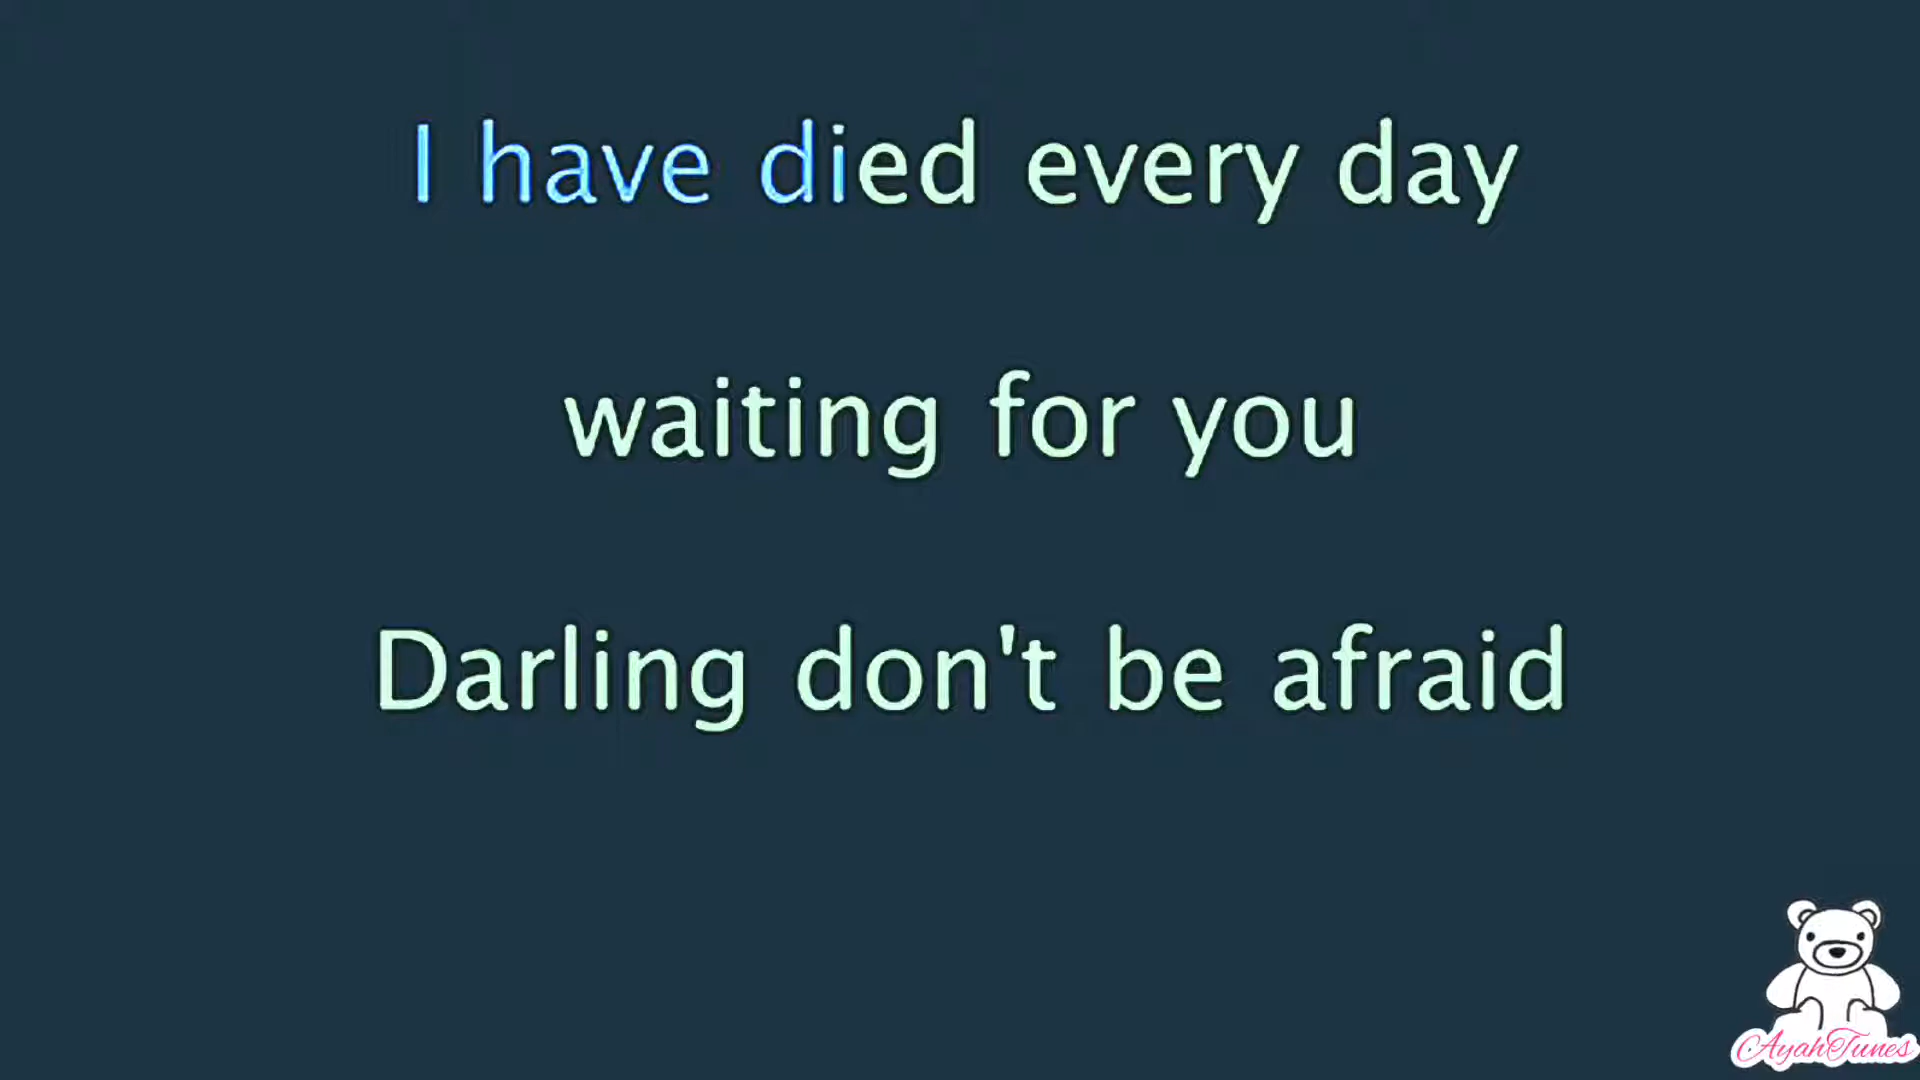 I have died every day
waiting for you
Darling don't be afraid
AyahTunes